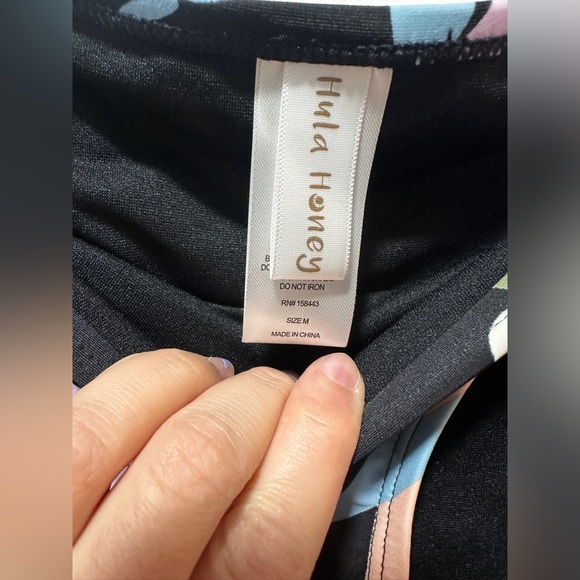 Hula Honey
DO NOT IRON
RN# 158443
SIZE M
MADE IN CHINA